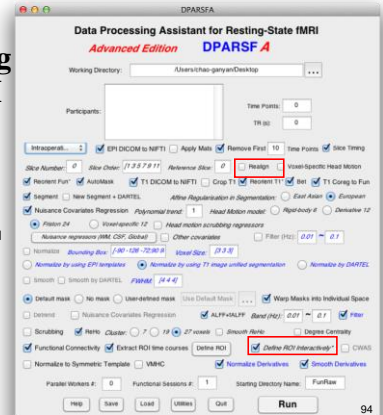 g
DPARSFA
Data Processing Assistant for Resting-State fMRI
Advanced Edition DPARSF A
Working Directory: /Users/chao-ganyan/Desktop ...
Participants:
Time Points: 0
TR (s): 0
Intraoperati... EPI DICOM to NIFTI Apply Mats Remove First 10 Time Points Slice Timing
Slice Number: 0 Slice Order: [1 3 5 7 9 11 Reference Slice: 0 Realign Voxel-Specific Head Motion
Reorient Fun* AutoMask T1 DICOM to NIFTI Crop T1 Reorient T1* Bet T1 Coreg to Fun
Segment New Segment + DARTEL Affine Regularisation in Segmentation: East Asian European
Nuisance Covariates Regression Polynomial trend: 1 Head Motion model: Rigid-body 6 Derivative 12
Friston 24 Voxel-specific 12 Head motion scrubbing regressors
Nuisance regressors (WM, CSF, Global) Other covariates Filter (Hz): 0.01 ~ 0.1
Normalize Bounding Box: [-90 -126 -72;90 9 Voxel Size: [3 3 3]
Normalize by using EPI templates Normalize by using T1 image unified segmentation Normalize by DARTEL
Smooth Smooth by DARTEL FWHM: [4 4 4]
Default mask No mask User-defined mask Use Default Mask ... Warp Masks into Individual Space
Detrend Nuisance Covariates Regression ALFF+fALFF Band (Hz): 0.01 ~ 0.1 Filter
Scrubbing ReHo Cluster: 7 19 27 voxels Smooth ReHo Degree Centrality
Functional Connectivity Extract ROI time courses Define ROI Define ROI Interactively* CWAS
Normalize to Symmetric Template VMHC Normalize Derivatives Smooth Derivatives
Parallel Workers #: 0 Functional Sessions #: 1 Starting Directory Name: FunRaw
Help Save Load Utilities Quit Run
94